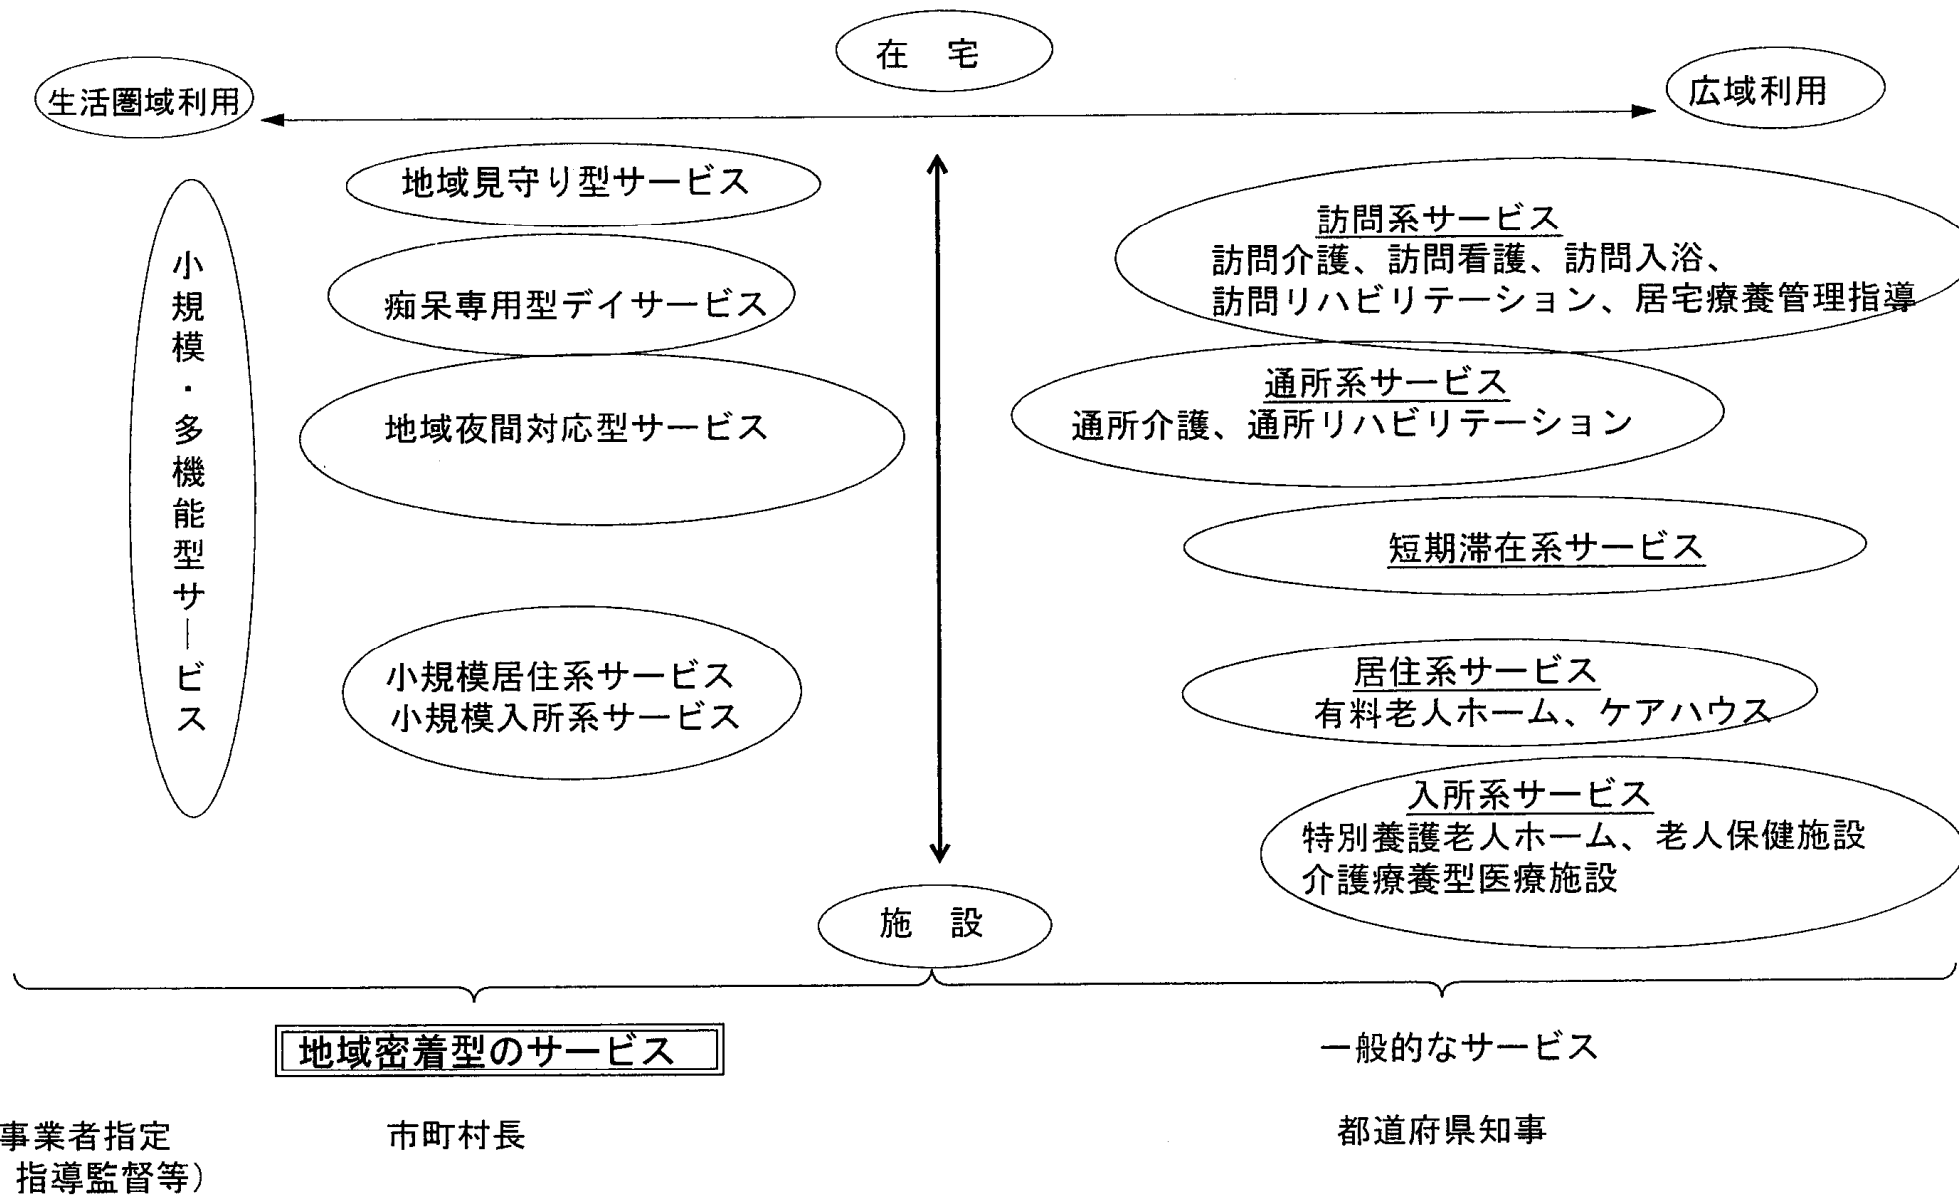 在　宅
生活圏域利用
広域利用
地域見守り型サービス
痴呆専用型デイサービス
地域夜間対応型サービス
小規模・多機能型サービス
小規模居住系サービス
小規模入所系サービス
訪問系サービス
訪問介護、訪問看護、訪問入浴、
訪問リハビリテーション、居宅療養管理指導
通所系サービス
通所介護、通所リハビリテーション
短期滞在系サービス
居住系サービス
有料老人ホーム、ケアハウス
入所系サービス
特別養護老人ホーム、老人保健施設
介護療養型医療施設
施　設
地域密着型のサービス
一般的なサービス
事業者指定
指導監督等）
市町村長
都道府県知事